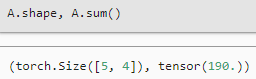 A.shape, A.sum()
(torch.Size([5, 4]), tensor(190.))